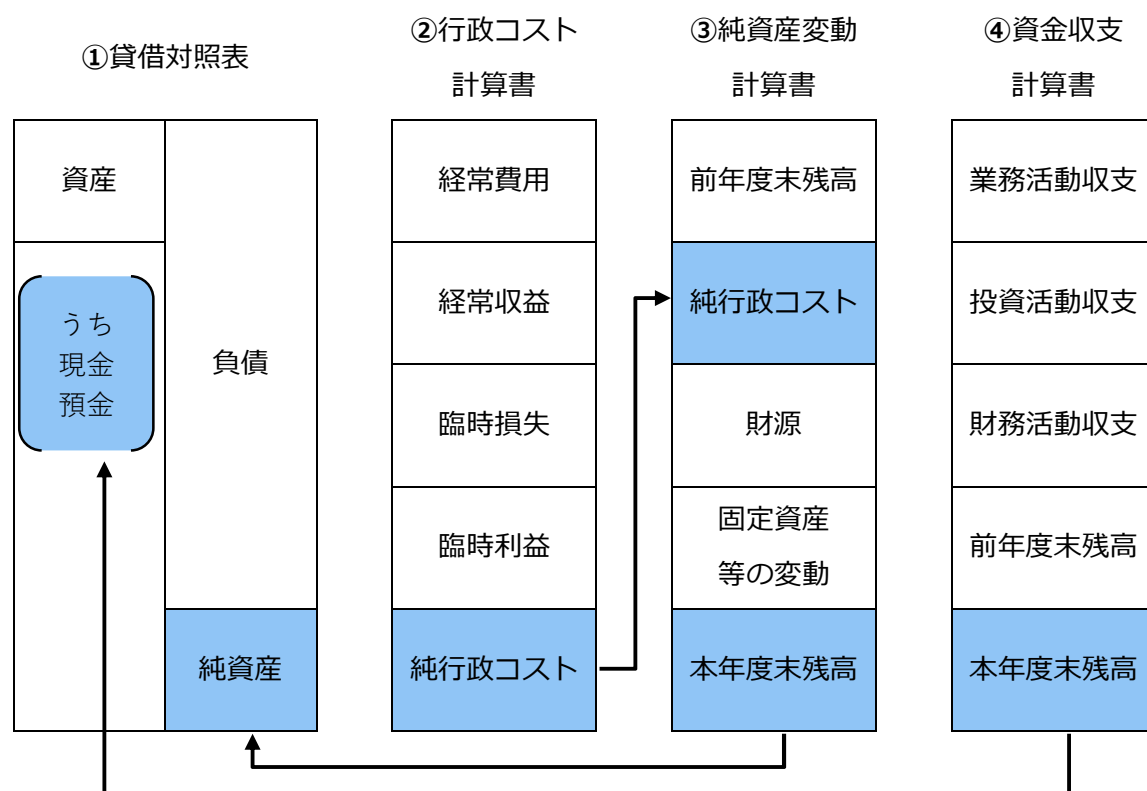 ①貸借対照表
資産
うち
現金
預金
負債
純資産
②行政コスト
計算書
経常費用
経常収益
臨時損失
臨時利益
純行政コスト
③純資産変動
計算書
前年度末残高
純行政コスト
財源
固定資産
等の変動
本年度末残高
④資金収支
計算書
業務活動収支
投資活動収支
財務活動収支
前年度末残高
本年度末残高